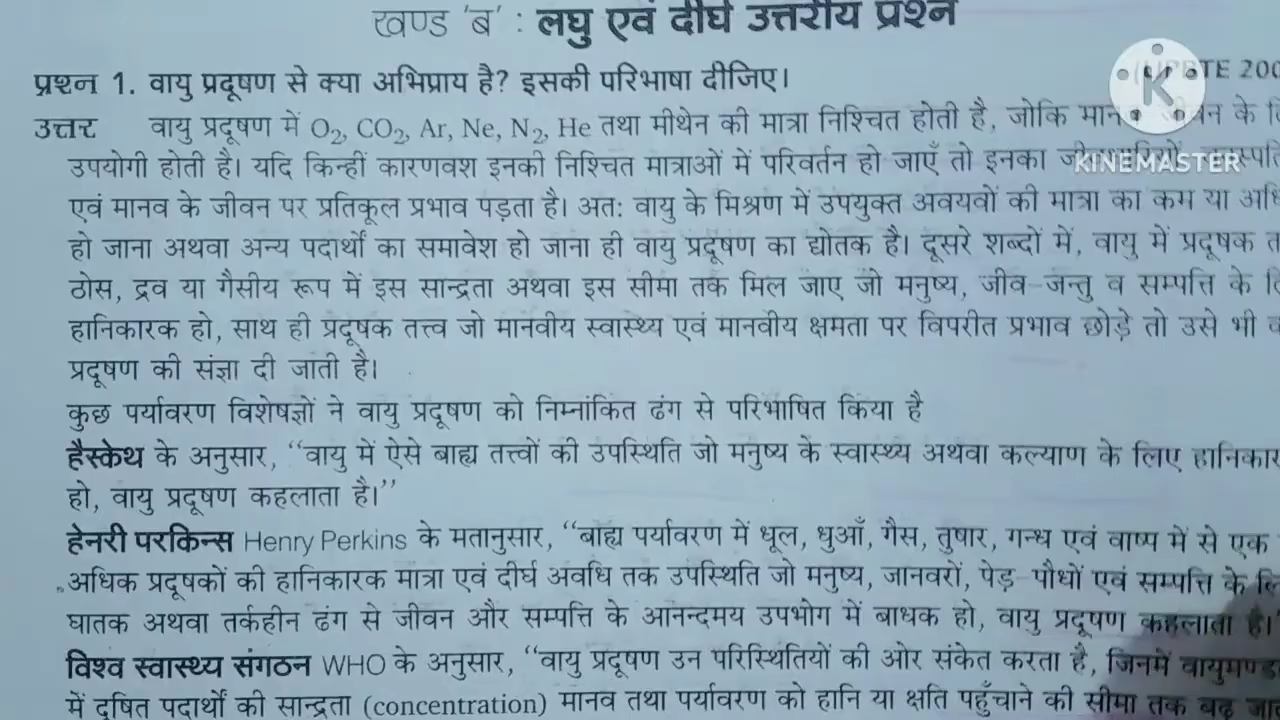 खण्ड 'ब' : लघु एवं दीर्घ उत्तरीय प्रश्न
प्रश्न 1. वायु प्रदूषण से क्या अभिप्राय है? इसकी परिभाषा दीजिए।
उत्तर वायु प्रदूषण में O₂, CO₂, Ar, Ne, N₂, He तथा मीथेन की मात्रा निश्चित होती है, जोकि के
उपयोगी होती है। यदि किन्हीं कारणवश इनकी निश्चित मात्राओं में परिवर्तन हो जाएँ तो इनका
KINEMASTER
एवं मानव के जीवन पर प्रतिकूल प्रभाव पड़ता है। अतः वायु के मिश्रण में उपयुक्त अवयवों की मात्रा का कम या
हो जाना अथवा अन्य पदार्थों का समावेश हो जाना ही वायु प्रदूषण का द्योतक है। दूसरे शब्दों में, वायु में प्रदूषक
ठोस, द्रव या गैसीय रूप में इस सान्द्रता अथवा इस सीमा तक मिल जाए जो मनुष्य, जीव-जन्तु व सम्पत्ति के
हानिकारक हो, साथ ही प्रदूषक तत्त्व जो मानवीय स्वास्थ्य एवं मानवीय क्षमता पर विपरीत प्रभाव छोड़े तो उसे भी
प्रदूषण की संज्ञा दी जाती है।
कुछ पर्यावरण विशेषज्ञों ने वायु प्रदूषण को निम्नांकित ढंग से परिभाषित किया है
हैस्केथ के अनुसार, “वायु में ऐसे बाह्य तत्त्वों की उपस्थिति जो मनुष्य के स्वास्थ्य अथवा कल्याण के लिए
हो, वायु प्रदूषण कहलाता है।”
हेनरी परकिन्स Henry Perkins के मतानुसार, “बाह्य पर्यावरण में धूल, धुआँ, गैस, तुषार, गन्ध एवं वाष्प में से एक
अधिक प्रदूषकों की हानिकारक मात्रा एवं दीर्घ अवधि तक उपस्थिति जो मनुष्य, जानवरों, पेड़-पौधों एवं सम्पत्ति के
घातक अथवा तर्कहीन ढंग से जीवन और सम्पत्ति के आनन्दमय उपभोग में बाधक हो, वायु प्रदूषण कहलाता है।
विश्व स्वास्थ्य संगठन WHO के अनुसार, “वायु प्रदूषण उन परिस्थितियों की ओर संकेत करता है, जिनमें
में दूषित पदार्थों की सान्द्रता (concentration) मानव तथा पर्यावरण को हानि या क्षति पहुँचाने की सीमा तक बढ़